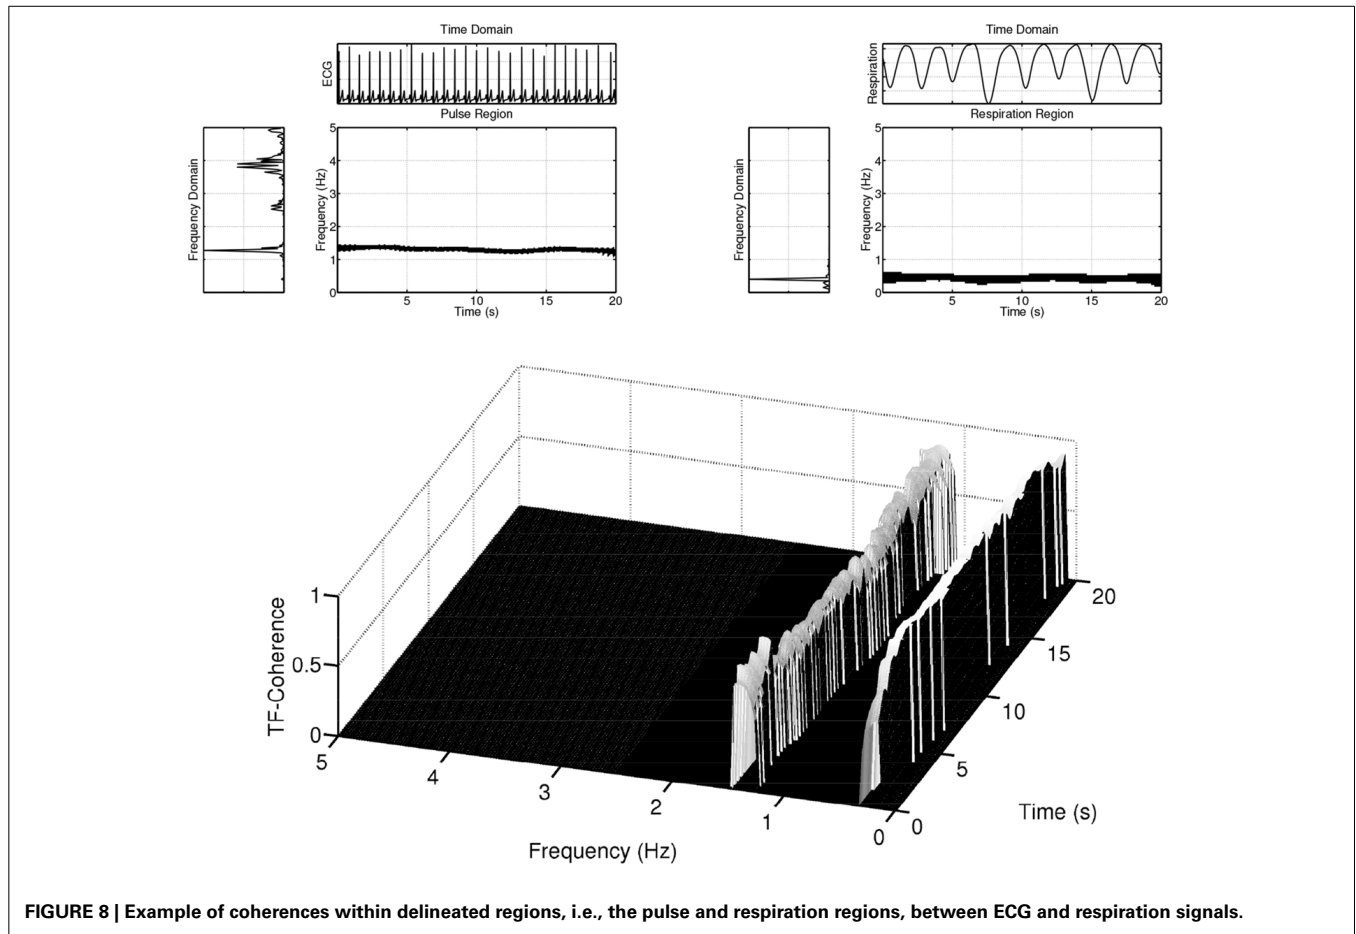 Time Domain
ECG
Pulse Region
Frequency Domain
Frequency (Hz)
5
4
3
2
1
0
5
10
15
20
Time (s)
Time Domain
Respiration
Respiration Region
Frequency Domain
Frequency (Hz)
5
4
3
2
1
0
5
10
15
20
Time (s)
TF-Coherence
1
0.5
0
5
4
3
2
1
0
Frequency (Hz)
0
5
10
15
20
Time (s)
FIGURE 8 | Example of coherences within delineated regions, i.e., the pulse and respiration regions, between ECG and respiration signals.